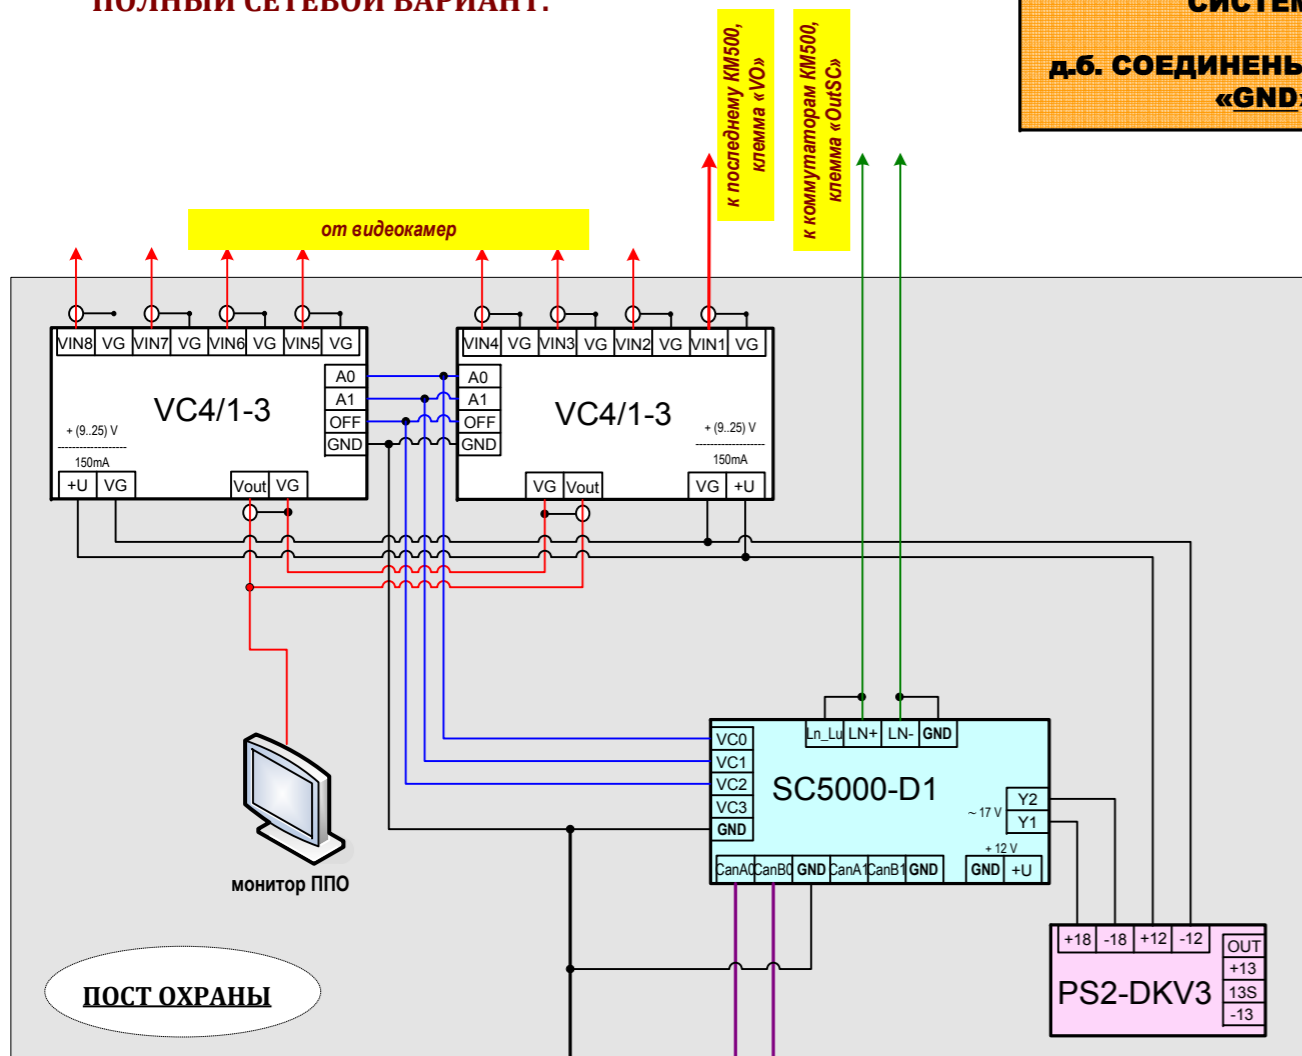 ПОЛНЫЙ СЕТЕВОЙ ВАРИАНТ:
д.б. СОЕДИНЕНЫ
«GND»
к последнему КМ500,
клемма «VO»
к коммутаторам КМ500,
клемма «OutSC»
от видеокамер
VIN8 VG VIN7 VG VIN6 VG VIN5 VG
VIN4 VG VIN3 VG VIN2 VG VIN1 VG
VC4/1-3
+ (9..25) V
150mA
+U VG
Vout VG
A0
A1
OFF
GND
A0
A1
OFF
GND
VC4/1-3
+ (9..25) V
150mA
VG Vout
VG +U
Ln_Lu LN+ LN- GND
VC0
VC1
VC2
VC3
GND
SC5000-D1
~ 17 V
Y2
Y1
+ 12 V
CanA0 CanB0 GND CanA1 CanB1 GND
GND +U
монитор ППО
+18 -18 +12 -12
OUT
+13
13S
-13
PS2-DKV3
ПОСТ ОХРАНЫ